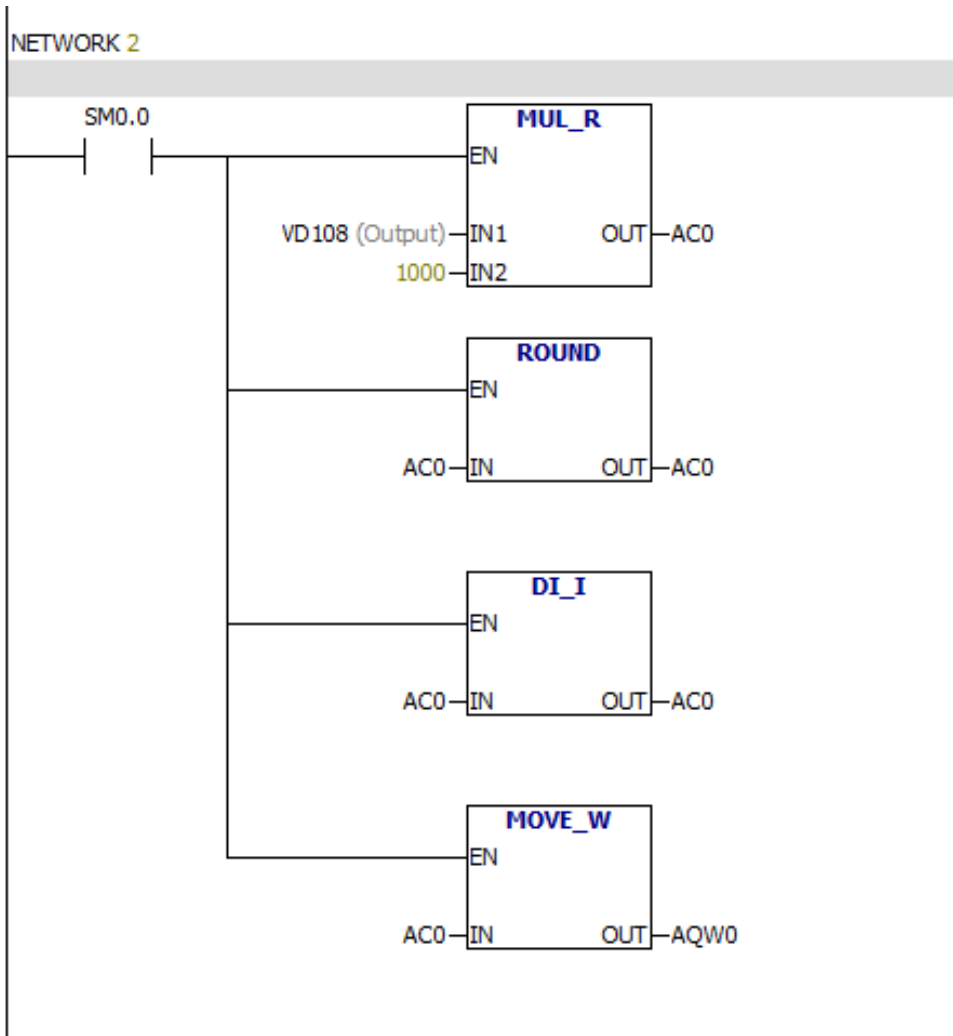 NETWORK 2
SM0.0
MUL_R
EN
VD108 (Output) IN1 OUT AC0
1000 IN2
ROUND
EN
AC0 IN OUT AC0
DI_I
EN
AC0 IN OUT AC0
MOVE_W
EN
AC0 IN OUT AQW0